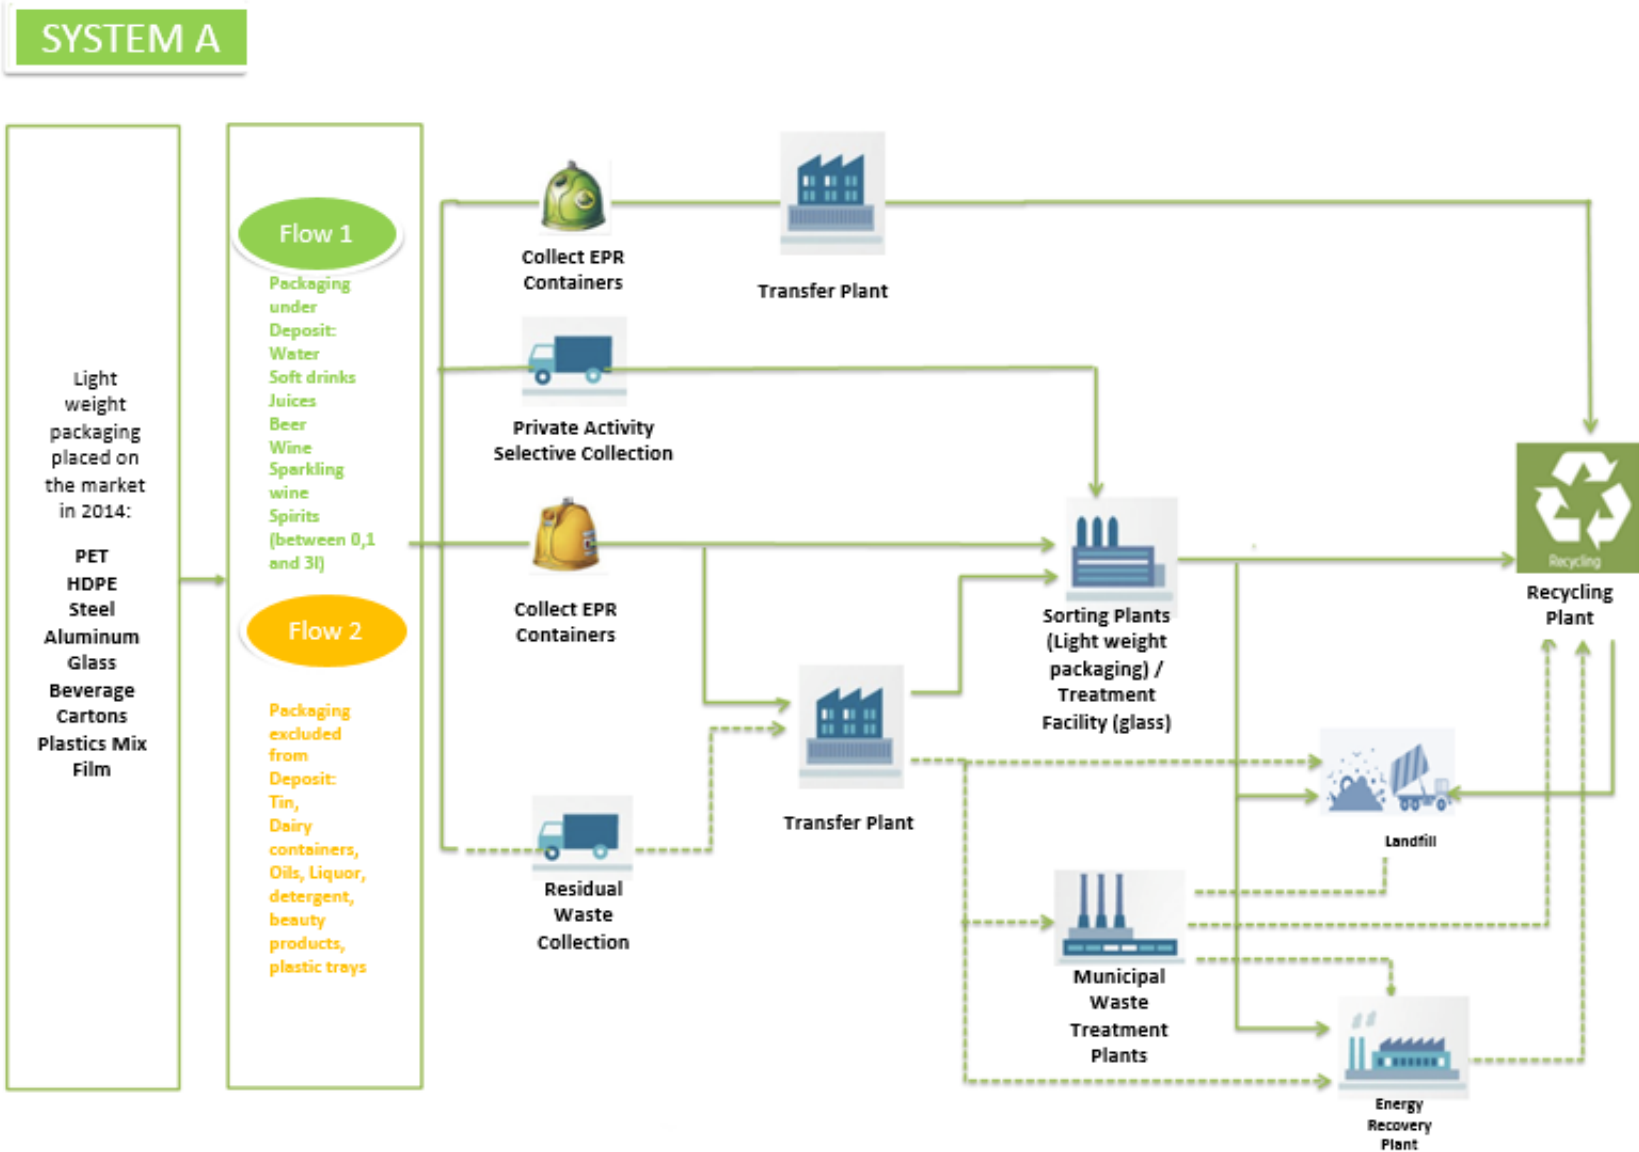 SYSTEM A
Light
weight
packaging
placed on
the market
in 2014:
PET
HDPE
Steel
Aluminum
Glass
Beverage
Cartons
Plastics Mix
Film
Flow 1
Packaging
under
Deposit:
Water
Soft drinks
Juices
Beer
Wine
Sparkling
wine
Spirits
(between 0,1
and 3l)
Flow 2
Packaging
excluded
from
Deposit:
Tin,
Dairy
containers,
Oils, Liquor,
detergent,
beauty
products,
plastic trays
Collect EPR
Containers
Transfer Plant
Private Activity
Selective Collection
Collect EPR
Containers
Transfer Plant
Residual
Waste
Collection
Sorting Plants
(Light weight
packaging) /
Treatment
Facility (glass)
Recycling
Recycling
Plant
Landfill
Municipal
Waste
Treatment
Plants
Energy
Recovery
Plant